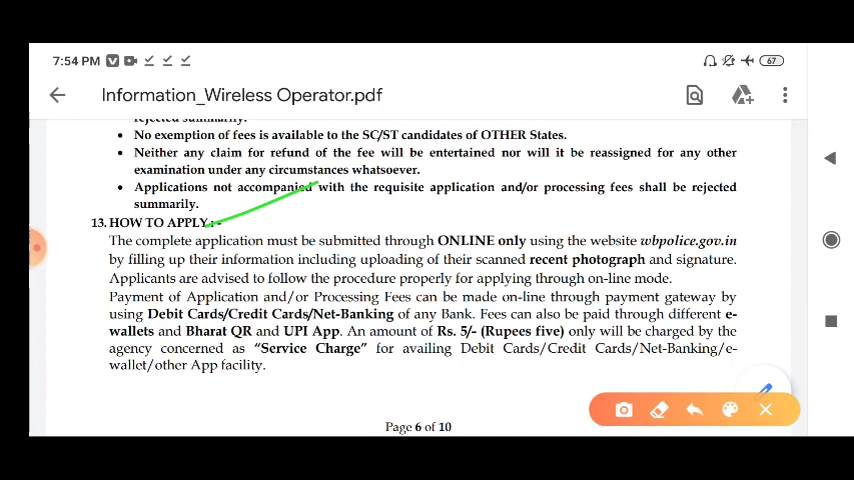 7:54 PM
67
Information_Wireless Operator.pdf
rejected summarily.
• No exemption of fees is available to the SC/ST candidates of OTHER States.
• Neither any claim for refund of the fee will be entertained nor will it be reassigned for any other
examination under any circumstances whatsoever.
• Applications not accompanied with the requisite application and/or processing fees shall be rejected
summarily.
13. HOW TO APPLY :-
The complete application must be submitted through ONLINE only using the website wbpolice.gov.in
by filling up their information including uploading of their scanned recent photograph and signature.
Applicants are advised to follow the procedure properly for applying through on-line mode.
Payment of Application and/or Processing Fees can be made on-line through payment gateway by
using Debit Cards/Credit Cards/Net-Banking of any Bank. Fees can also be paid through different e-
wallets and Bharat QR and UPI App. An amount of Rs. 5/- (Rupees five) only will be charged by the
agency concerned as “Service Charge” for availing Debit Cards/Credit Cards/Net-Banking/e-
wallet/other App facility.
Page 6 of 10